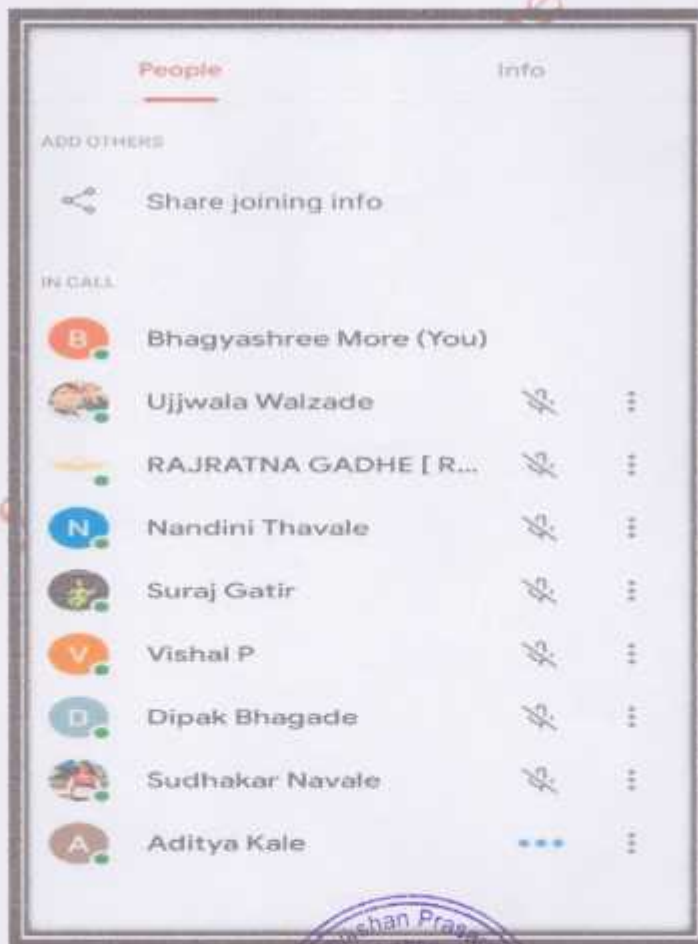 People Info
ADD OTHERS
Share joining info
IN CALL
B Bhagyashree More (You)
Ujjwala Walzade
RAJRATNA GADHE [ R...
N Nandini Thavale
Suraj Gatir
V Vishal P
D Dipak Bhagade
Sudhakar Navale
A Aditya Kale